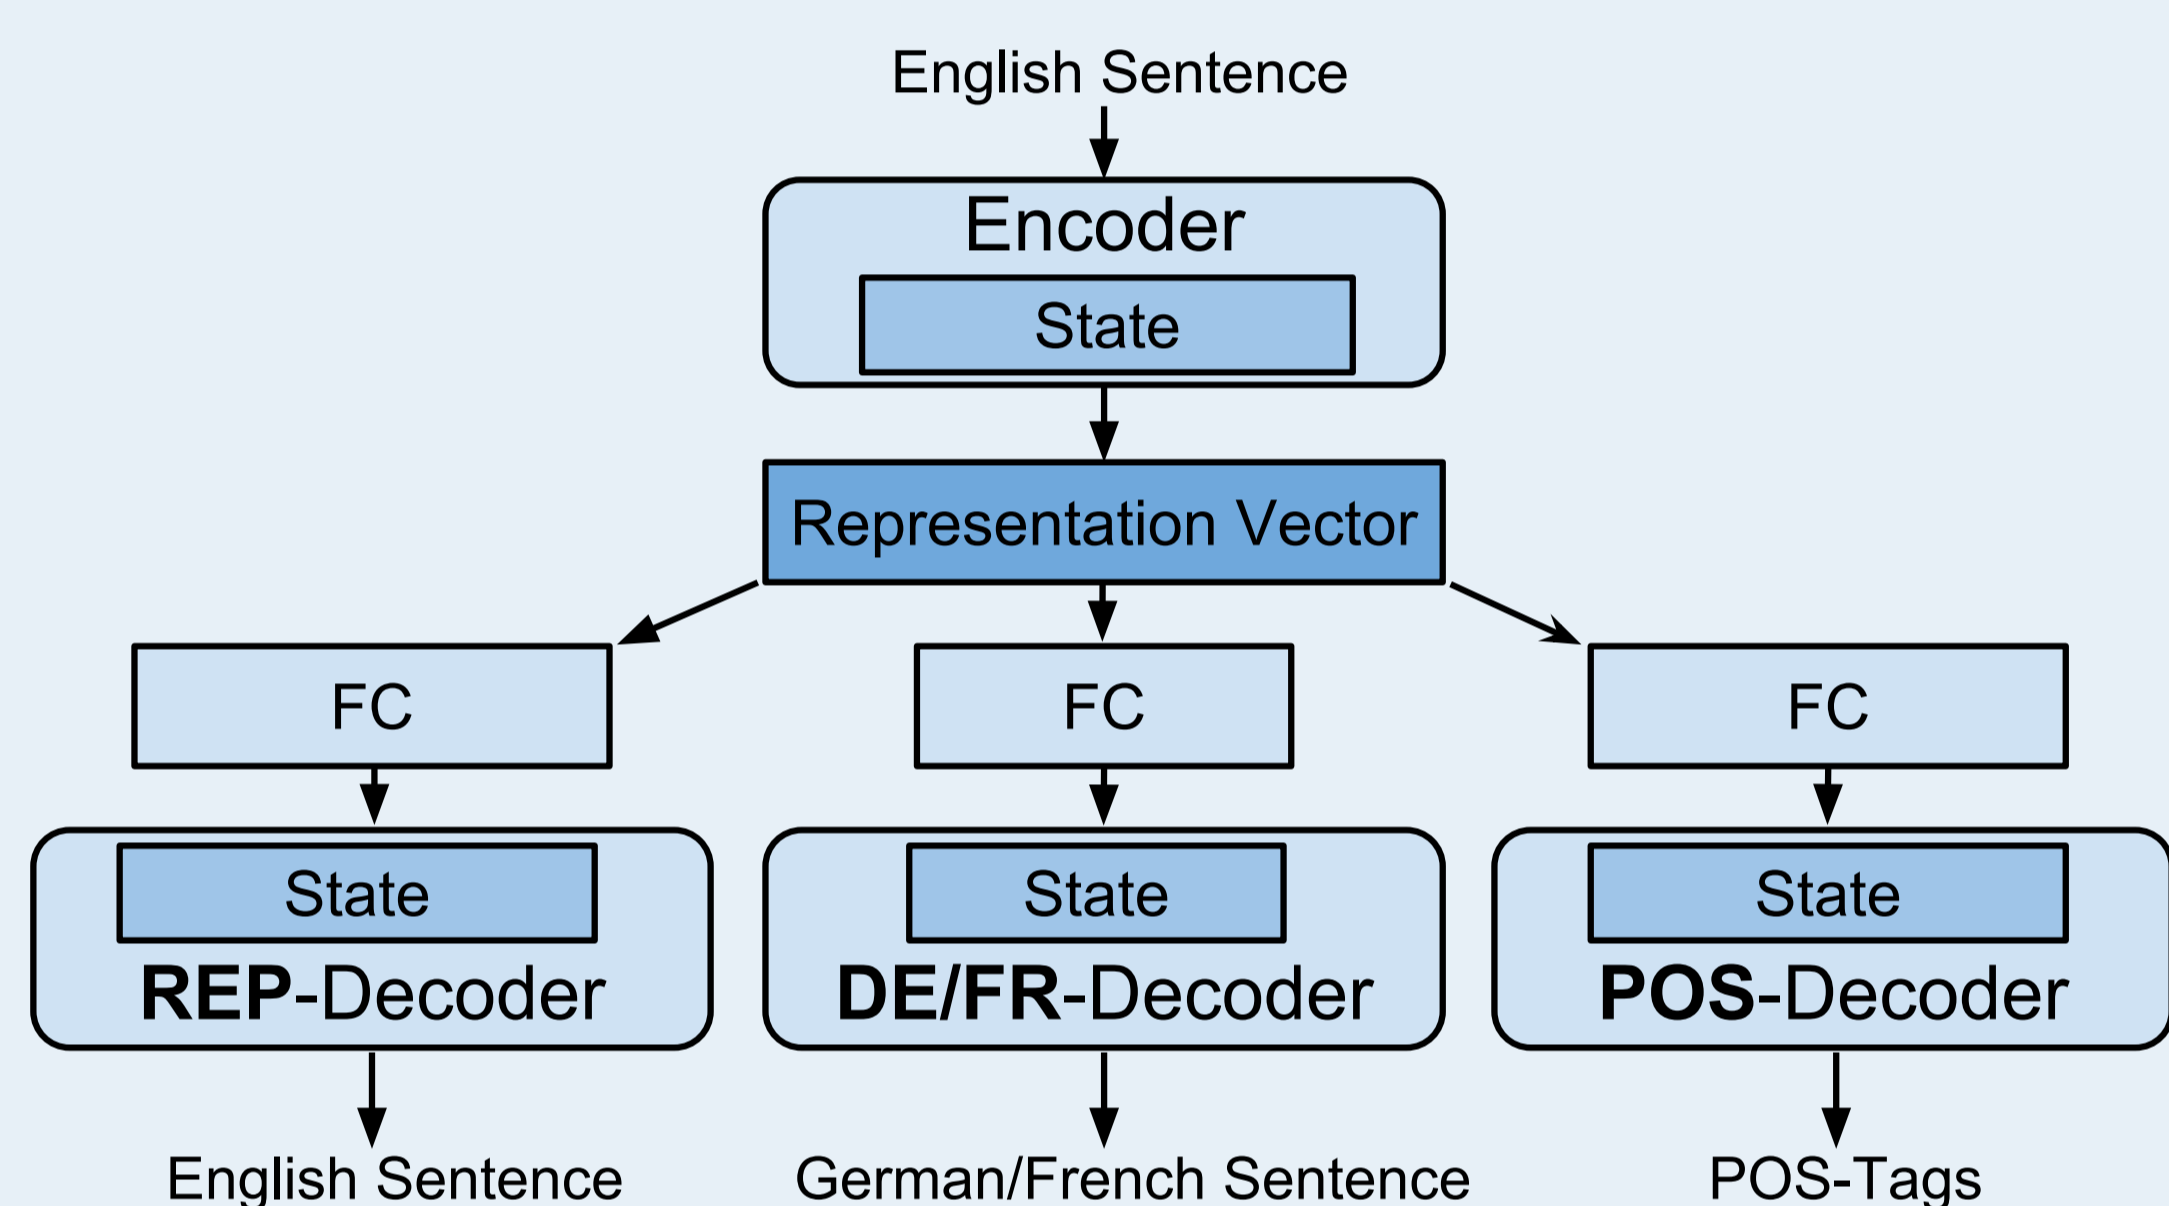 English Sentence
Encoder
State
Representation Vector
FC
FC
FC
State
State
State
REP-Decoder
DE/FR-Decoder
POS-Decoder
English Sentence
German/French Sentence
POS-Tags